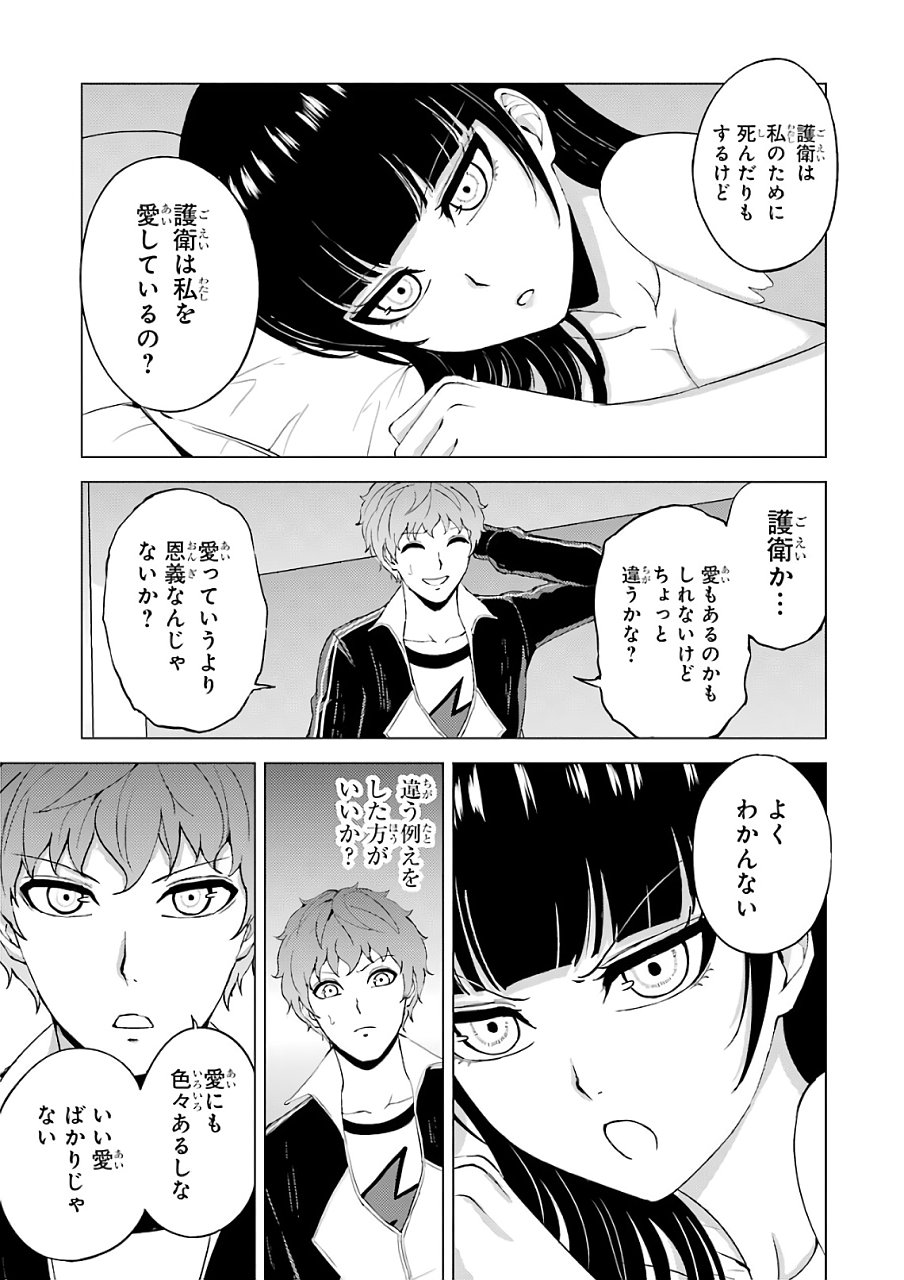 護衛は
私のために
死んだりも
するけど
護衛は私を
愛しているの?
護衛か…
愛もあるのかも
しれないけど
ちょっと
違うかな?
愛っていうより
恩義なんじゃ
ないか?
よく
わかんない
違う例えを
した方が
いいか?
愛にも
色々あるしな
いい愛
ばかりじゃ
ない